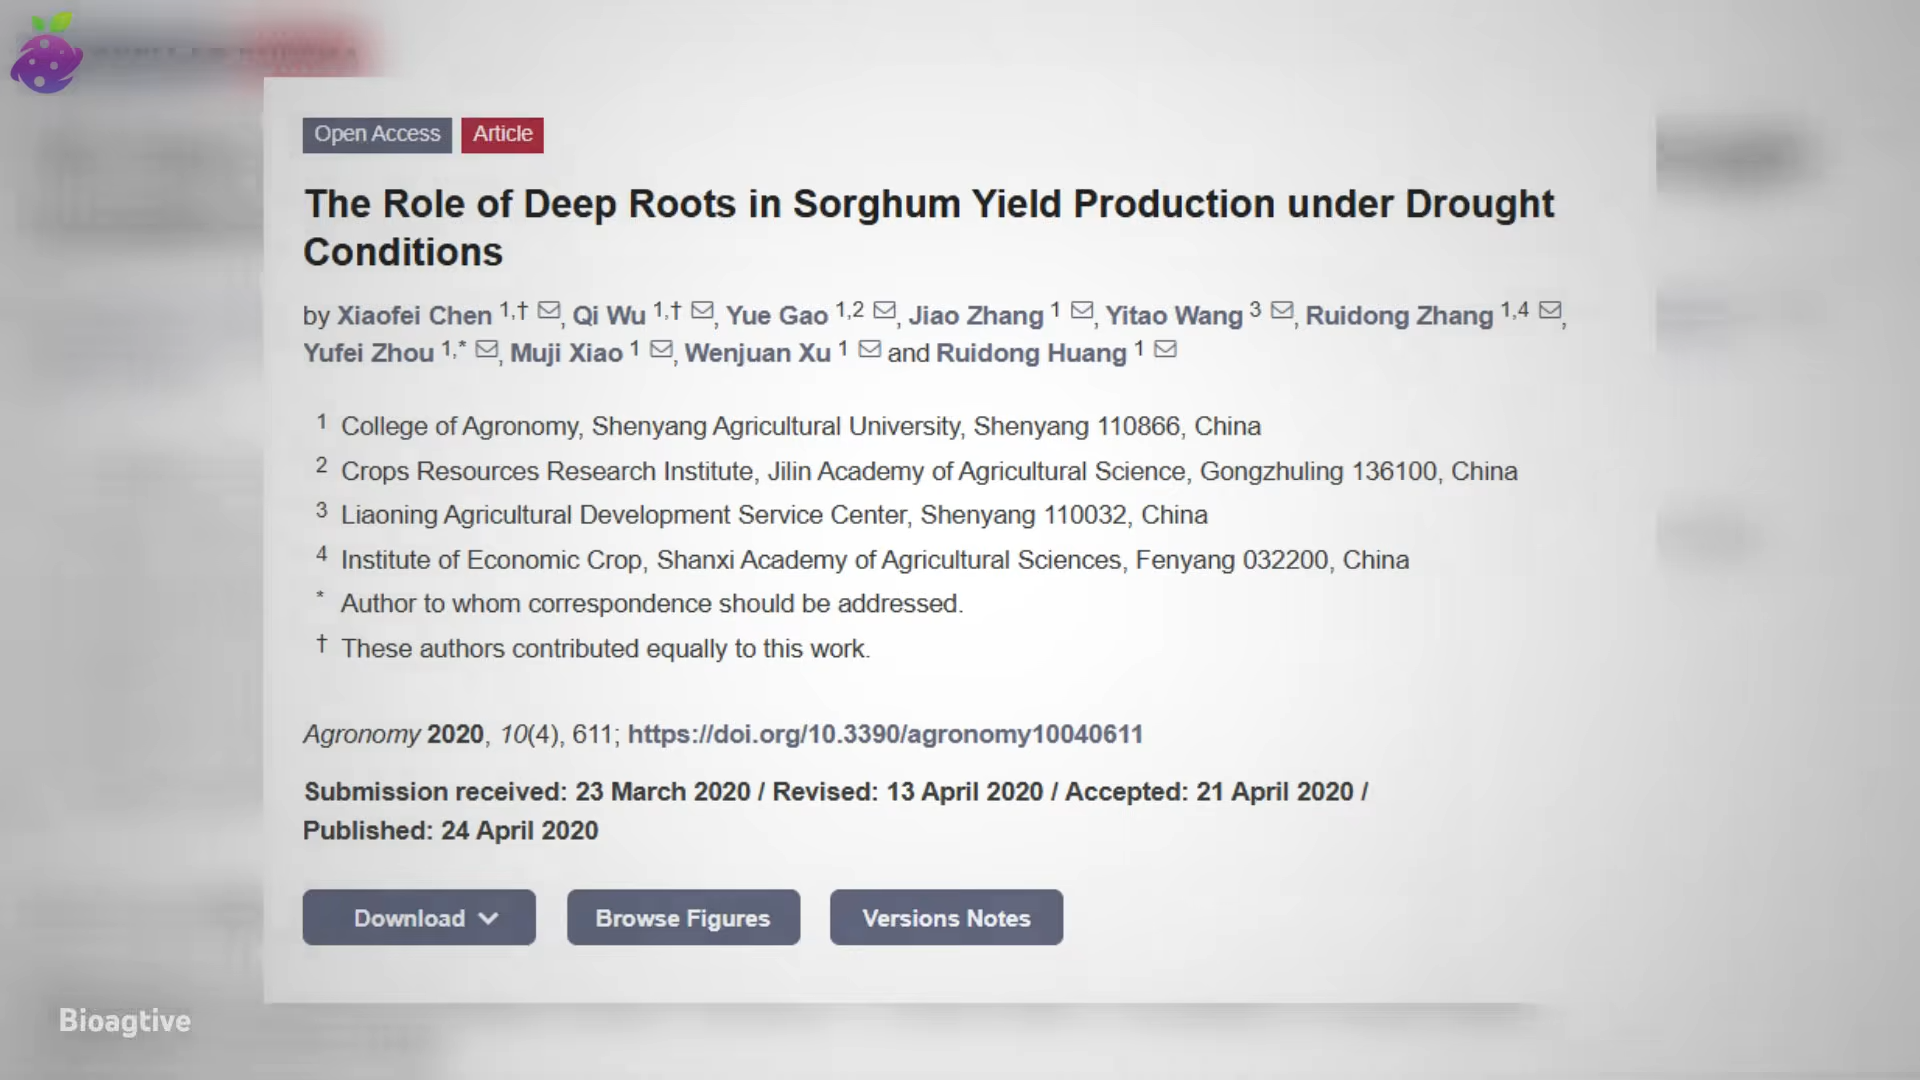 Open Access Article
The Role of Deep Roots in Sorghum Yield Production under Drought
Conditions
by Xiaofei Chen 1,† , Qi Wu 1,† , Yue Gao 1,2 , Jiao Zhang 1 , Yitao Wang 3 , Ruidong Zhang 1,4 ,
Yufei Zhou 1,* , Muji Xiao 1 , Wenjuan Xu 1 and Ruidong Huang 1
1 College of Agronomy, Shenyang Agricultural University, Shenyang 110866, China
2 Crops Resources Research Institute, Jilin Academy of Agricultural Science, Gongzhuling 136100, China
3 Liaoning Agricultural Development Service Center, Shenyang 110032, China
4 Institute of Economic Crop, Shanxi Academy of Agricultural Sciences, Fenyang 032200, China
* Author to whom correspondence should be addressed.
† These authors contributed equally to this work.
Agronomy 2020, 10(4), 611; https://doi.org/10.3390/agronomy10040611
Submission received: 23 March 2020 / Revised: 13 April 2020 / Accepted: 21 April 2020 /
Published: 24 April 2020
Download Browse Figures Versions Notes
Bioagtive